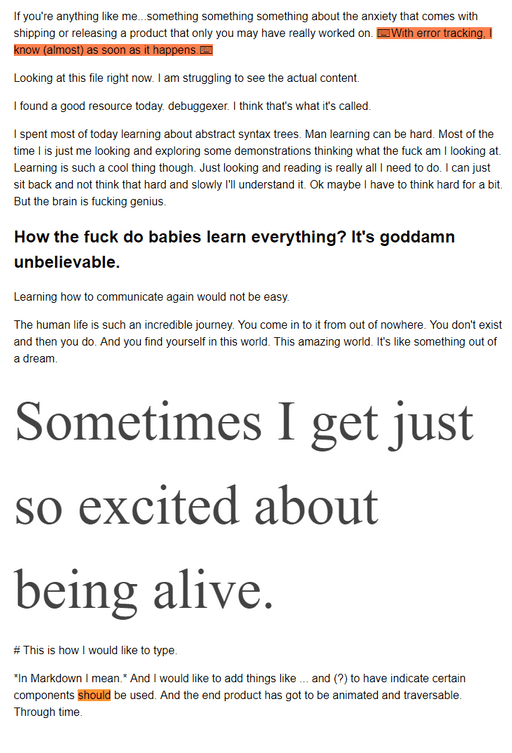 If you're anything like me...something something something about the anxiety that comes with
shipping or releasing a product that only you may have really worked on. ⌨️With error tracking, I
know (almost) as soon as it happens.⌨️
Looking at this file right now. I am struggling to see the actual content.
I found a good resource today. debuggexer. I think that's what it's called.
I spent most of today learning about abstract syntax trees. Man learning can be hard. Most of the
time I is just me looking and exploring some demonstrations thinking what the fuck am I looking at.
Learning is such a cool thing though. Just looking and reading is really all I need to do. I can just
sit back and not think that hard and slowly I'll understand it. Ok maybe I have to think hard for a bit.
But the brain is fucking genius.
How the fuck do babies learn everything? It's goddamn
unbelievable.
Learning how to communicate again would not be easy.
The human life is such an incredible journey. You come in to it from out of nowhere. You don't exist
and then you do. And you find yourself in this world. This amazing world. It's like something out of
a dream.
Sometimes I get just
so excited about
being alive.
# This is how I would like to type.
*In Markdown I mean.* And I would like to add things like ... and (?) to have indicate certain
components should be used. And the end product has got to be animated and traversable.
Through time.